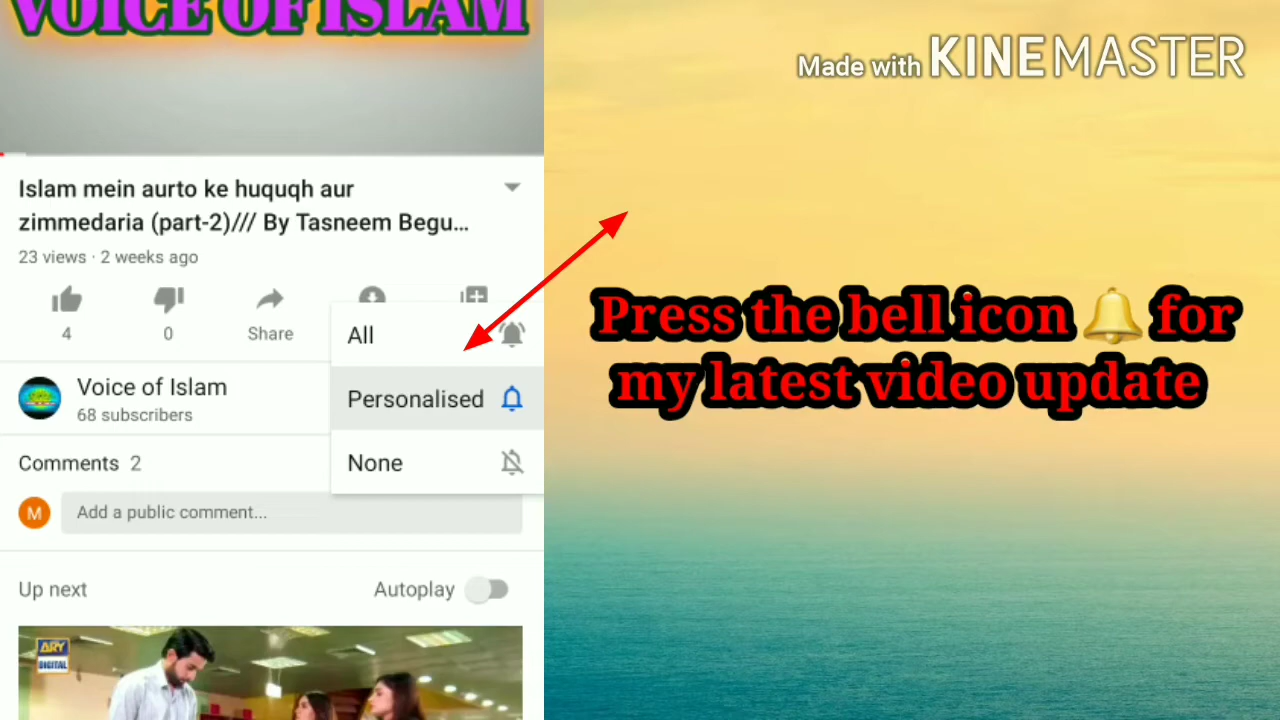 VOICE OF ISLAM
Islam mein aurto ke huquqh aur
zimmedaria (part-2)/// By Tasneem Begu...
23 views · 2 weeks ago
4
0
Share
All
Personalised
None
Voice of Islam
68 subscribers
Comments 2
M
Add a public comment...
Up next
Autoplay
ARY
DIGITAL
Made with KINEMASTER
Press the bell icon 🔔 for
my latest video update